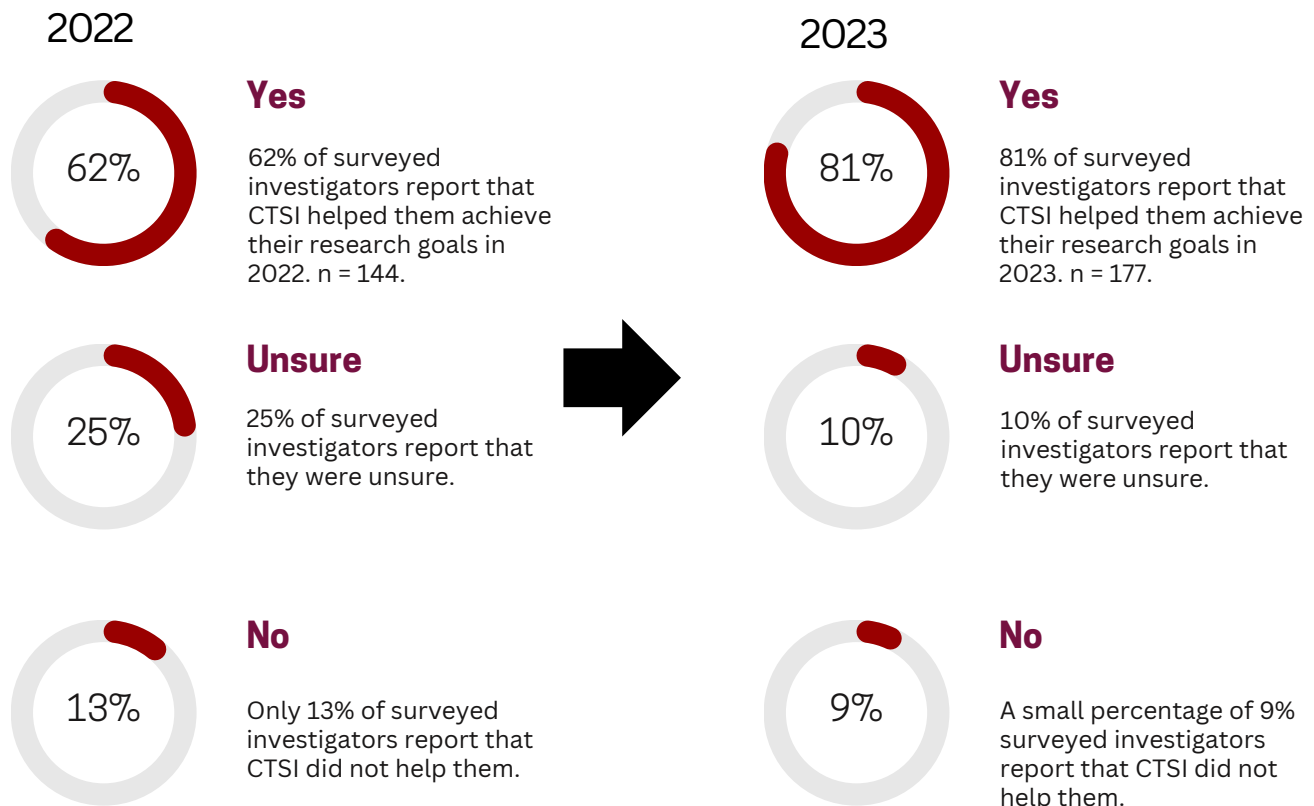 2022
62%
Yes
62% of surveyed
investigators report that
CTSI helped them achieve
their research goals in
2022. n = 144.
25%
Unsure
25% of surveyed
investigators report that
they were unsure.
13%
No
Only 13% of surveyed
investigators report that
CTSI did not help them.
2023
81%
Yes
81% of surveyed
investigators report that
CTSI helped them achieve
their research goals in
2023. n = 177.
10%
Unsure
10% of surveyed
investigators report that
they were unsure.
9%
No
A small percentage of 9%
surveyed investigators
report that CTSI did not
help them.